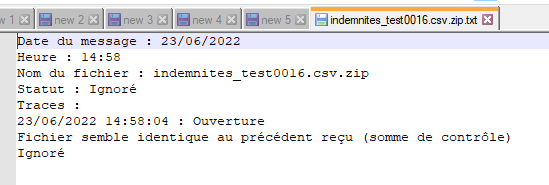 w 1 new 2 new 3 new 4 new 5 indemnites_test0016.csv.zip.txt
Date du message : 23/06/2022
Heure : 14:58
Nom du fichier : indemnites_test0016.csv.zip
Statut : Ignoré
Traces :
23/06/2022 14:58:04 : Ouverture
Fichier semble identique au précédent reçu (somme de contrôle)
Ignoré